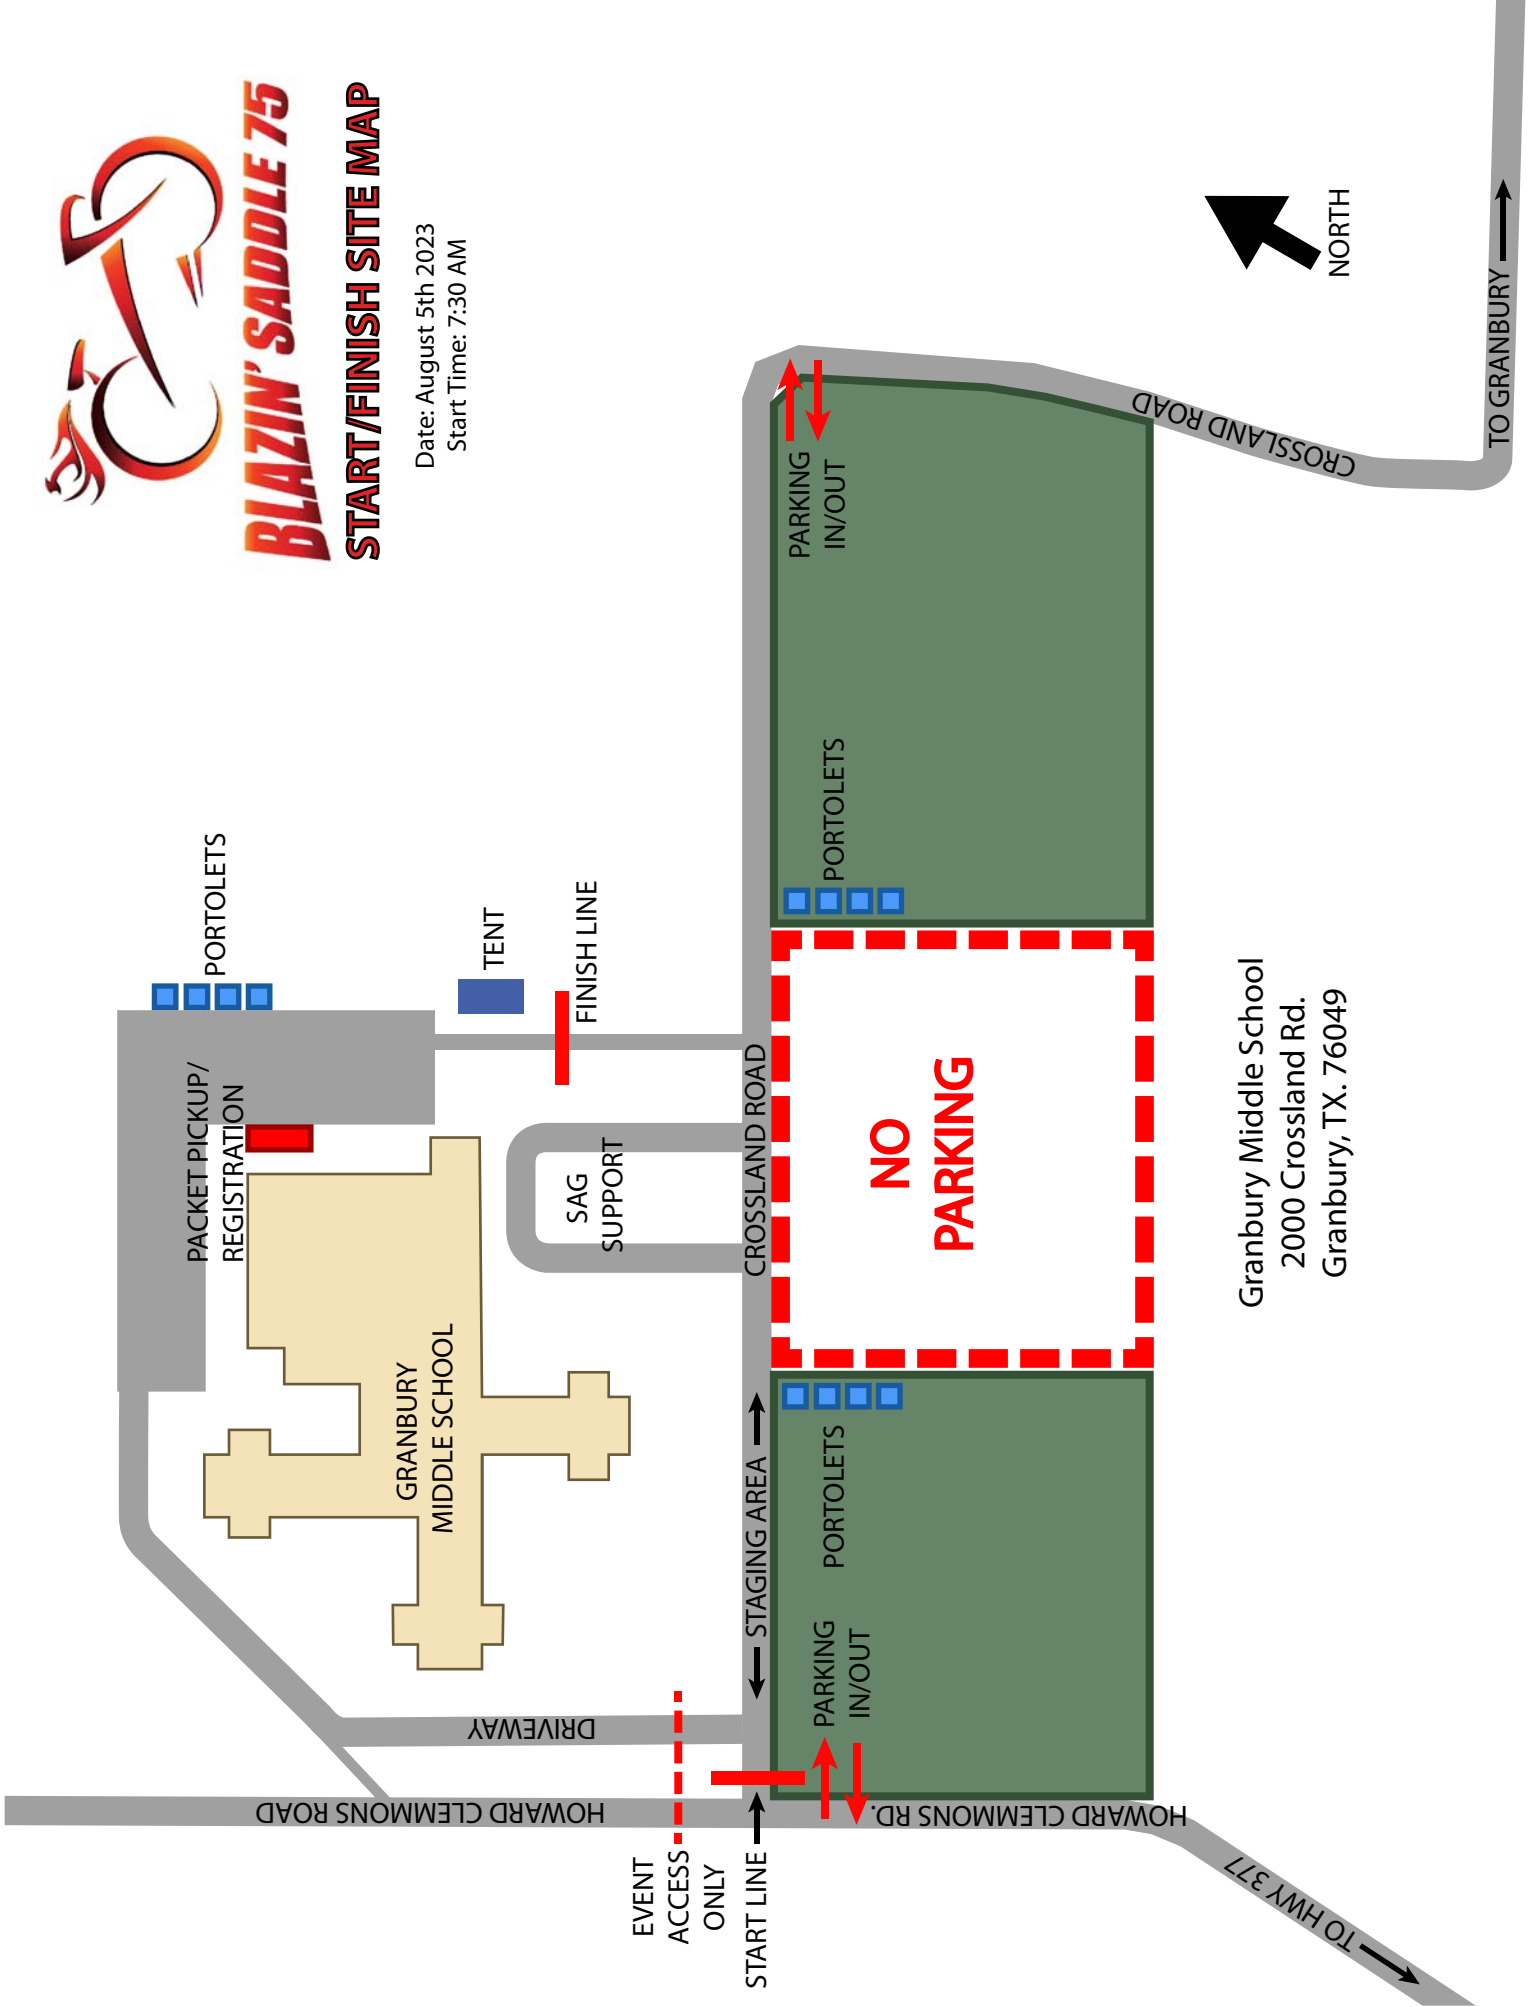 BLAZIN' SADDLE 75
START/FINISH SITE MAP
Date: August 5th 2023
Start Time: 7:30 AM
PORTOLETS
PACKET PICKUP/
REGISTRATION
TENT
FINISH LINE
GRANBURY
MIDDLE SCHOOL
SAG
SUPPORT
DRIVEWAY
HOWARD CLEMMONS ROAD
EVENT
ACCESS
ONLY
START LINE
STAGING AREA
CROSSLAND ROAD
PARKING
IN/OUT
PORTOLETS
NO
PARKING
PORTOLETS
PARKING
IN/OUT
HOWARD CLEMMONS RD.
TO HWY 377
CROSSLAND ROAD
TO GRANBURY
NORTH
Granbury Middle School
2000 Crossland Rd.
Granbury, TX. 76049